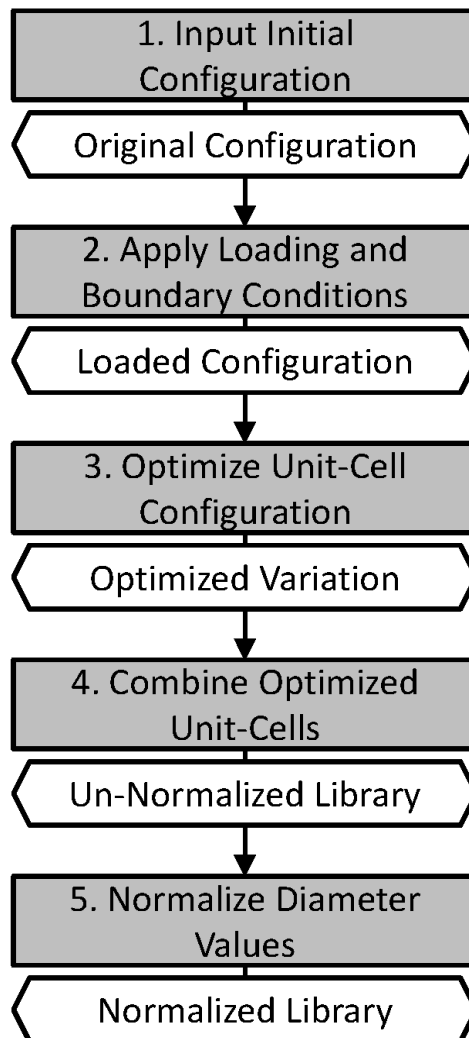 1. Input Initial
Configuration
Original Configuration
2. Apply Loading and
Boundary Conditions
Loaded Configuration
3. Optimize Unit-Cell
Configuration
Optimized Variation
4. Combine Optimized
Unit-Cells
Un-Normalized Library
5. Normalize Diameter
Values
Normalized Library